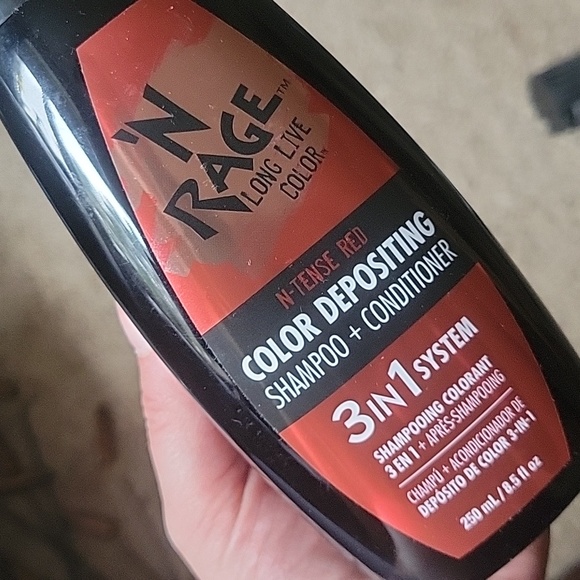 'N
RAGE™
LONG LIVE
COLOR™
N-TENSE RED
COLOR DEPOSITING
SHAMPOO + CONDITIONER
3 IN 1 SYSTEM
SHAMPOOING COLORANT
3 EN 1 + APRÈS-SHAMPOOING
CHAMPÚ + ACONDICIONADOR DE
DEPÓSITO DE COLOR 3-IN-1
250 mL / 8.5 fl oz